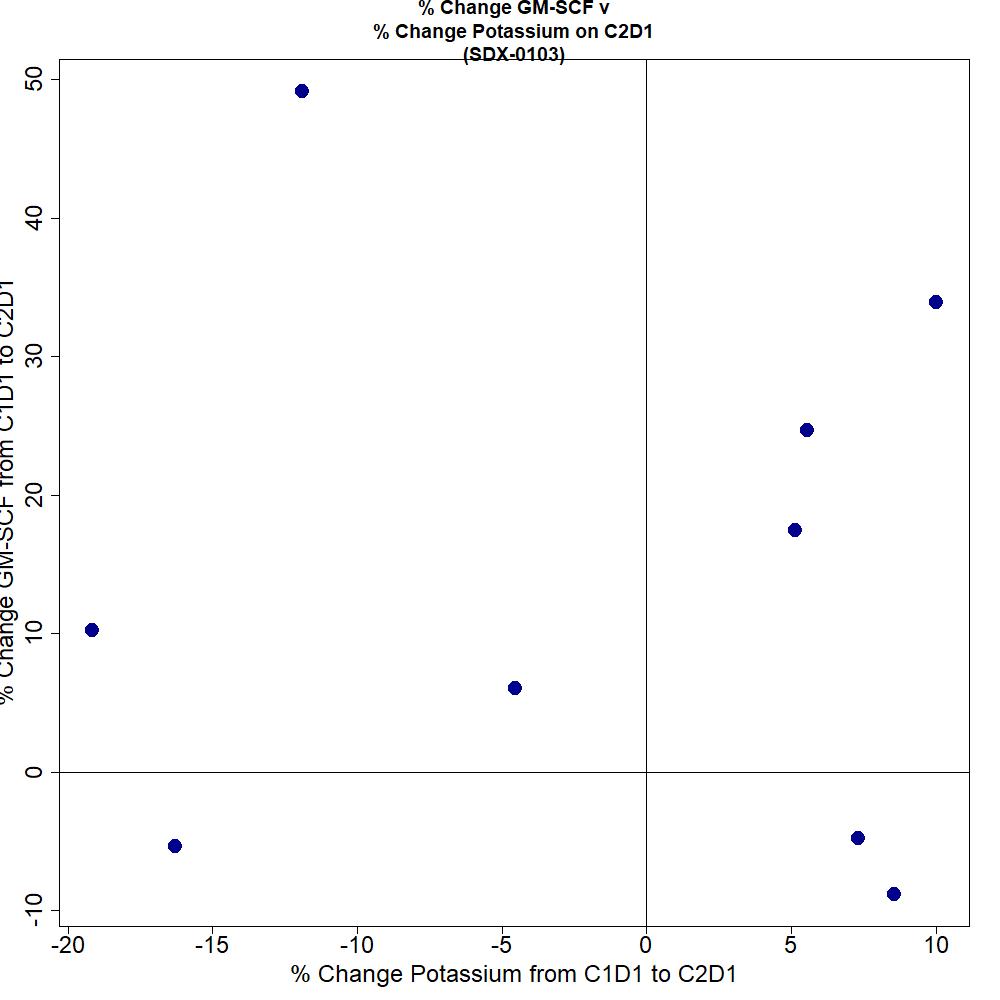 % Change GM-SCF v
% Change Potassium on C2D1
(SDX-0103)
% Change GM-SCF from C1D1 to C2D1
50
40
30
20
10
0
-10
-20 -15 -10 -5 0 5 10
% Change Potassium from C1D1 to C2D1